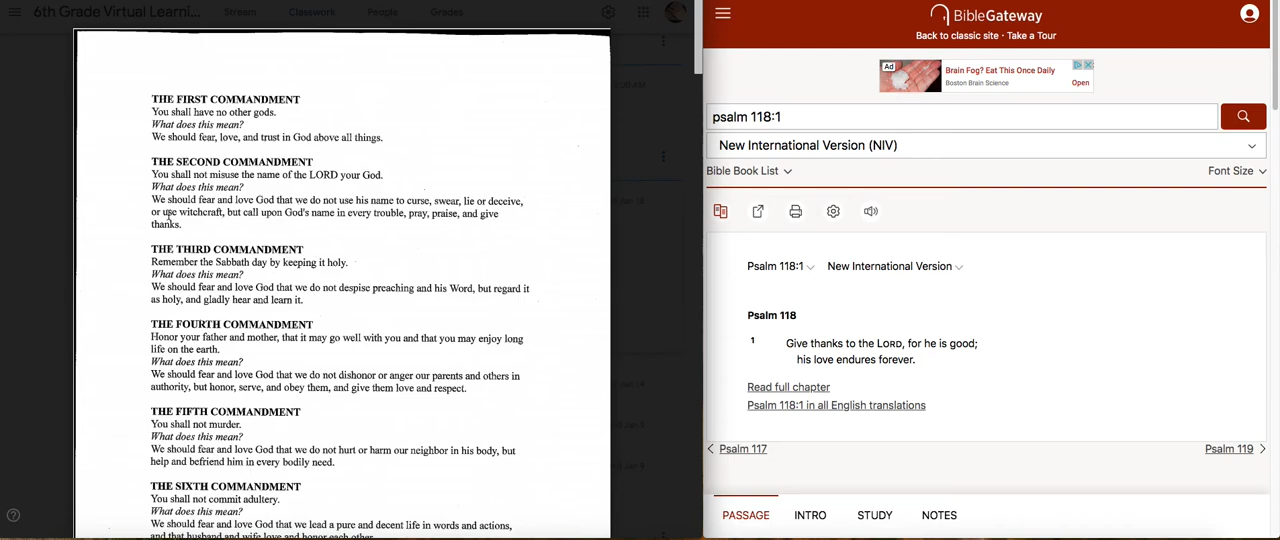 6th Grade Virtual Learni...
Stream
Classwork
People
Grades
THE FIRST COMMANDMENT
You shall have no other gods.
What does this mean?
We should fear, love, and trust in God above all things.
THE SECOND COMMANDMENT
You shall not misuse the name of the LORD your God.
What does this mean?
We should fear and love God that we do not use his name to curse, swear, lie or deceive,
or use witchcraft, but call upon God's name in every trouble, pray, praise, and give
thanks.
THE THIRD COMMANDMENT
Remember the Sabbath day by keeping it holy.
What does this mean?
We should fear and love God that we do not despise preaching and his Word, but regard it
as holy, and gladly hear and learn it.
THE FOURTH COMMANDMENT
Honor your father and mother, that it may go well with you and that you may enjoy long
life on the earth.
What does this mean?
We should fear and love God that we do not dishonor or anger our parents and others in
authority, but honor, serve, and obey them, and give them love and respect.
THE FIFTH COMMANDMENT
You shall not murder.
What does this mean?
We should fear and love God that we do not hurt or harm our neighbor in his body, but
help and befriend him in every bodily need.
THE SIXTH COMMANDMENT
You shall not commit adultery.
What does this mean?
We should fear and love God that we lead a pure and decent life in words and actions,
and that husband and wife love and honor each other.
BibleGateway
Back to classic site · Take a Tour
Ad
Brain Fog? Eat This Once Daily
Boston Brain Science
Open
psalm 118:1
New International Version (NIV)
Bible Book List
Font Size
Psalm 118:1
New International Version
Psalm 118
1 Give thanks to the LORD, for he is good;
his love endures forever.
Read full chapter
Psalm 118:1 in all English translations
Psalm 117
Psalm 119
PASSAGE
INTRO
STUDY
NOTES